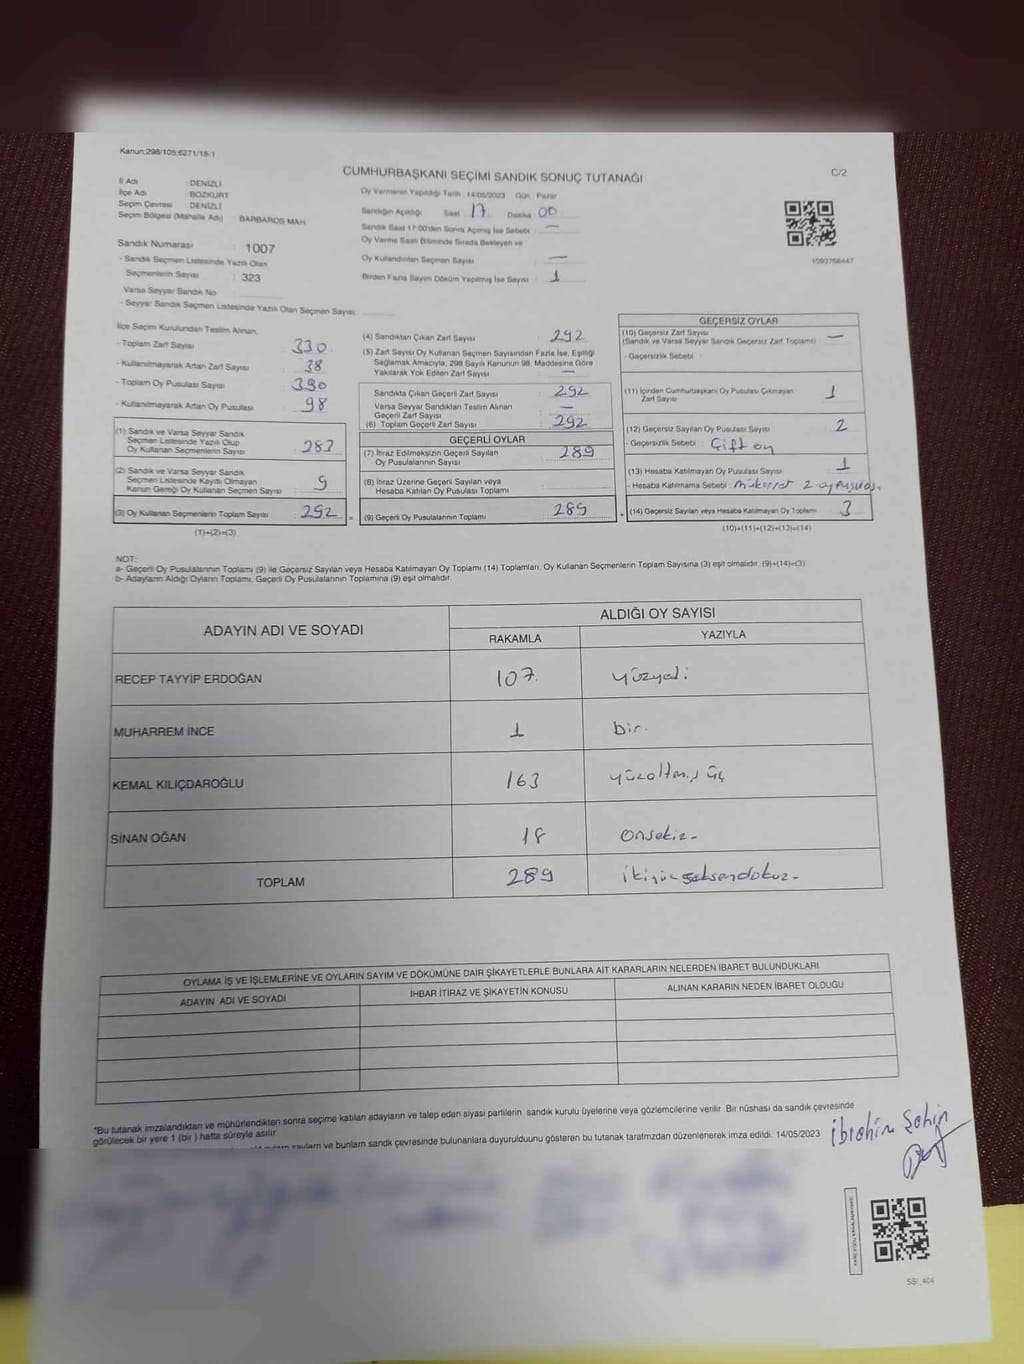 Kanun:298/105,6271/18-1
CUMHURBAŞKANI SEÇİMİ SANDIK SONUÇ TUTANAĞI
C/2
İl Adı : DENİZLİ
İlçe Adı : BOZKURT
Seçim Çevresi : DENİZLİ
Seçim Bölgesi (Mahalle Adı) : BARBAROS MAH.
Sandık Numarası : 1007
- Sandık Seçmen Listesinde Yazılı Olan
Seçmenlerin Sayısı : 323
Varsa Seyyar Sandık No
- Seyyar Sandık Seçmen Listesinde Yazılı Olan Seçmen Sayısı:
Oy Vermenin Yapıldığı Tarih : 14/05/2023 Gün : Pazar
Sandığın Açıldığı Saat 17 Dakika 00
Sandık Saat 17:00'den Sonra Açılmış İse Sebebi : —
Oy Verme Saati Bitiminde Sırada Bekleyen ve
Oy Kullandırılan Seçmen Sayısı —
Birden Fazla Sayım Döküm Yapılmış İse Sayısı : 1
1093768447
İlçe Seçim Kurulundan Teslim Alınan;
- Toplam Zarf Sayısı : 330
- Kullanılmayarak Artan Zarf Sayısı : 38
- Toplam Oy Pusulası Sayısı : 390
- Kullanılmayarak Artan Oy Pusulası : 98
(1) Sandık ve Varsa Seyyar Sandık
Seçmen Listesinde Yazılı Olup
Oy Kullanan Seçmenlerin Sayısı : 283
(2) Sandık ve Varsa Seyyar Sandık
Seçmen Listesinde Kayıtlı Olmayan
Kanun Gereği Oy Kullanan Seçmen Sayısı : 9
(3) Oy Kullanan Seçmenlerin Toplam Sayısı : 292
(1)+(2)=(3)
(4) Sandıktan Çıkan Zarf Sayısı : 292
(5) Zarf Sayısı Oy Kullanan Seçmen Sayısından Fazla İse, Eşitliği
Sağlamak Amacıyla, 298 Sayılı Kanunun 98. Maddesine Göre
Yakılarak Yok Edilen Zarf Sayısı : —
Sandıkta Çıkan Geçerli Zarf Sayısı : 292
Varsa Seyyar Sandıktan Teslim Alınan
Geçerli Zarf Sayısı —
(6) Toplam Geçerli Zarf Sayısı : 292
GEÇERLİ OYLAR
(7) İtiraz Edilmeksizin Geçerli Sayılan
Oy Pusulalarının Sayısı : 289
(8) İtiraz Üzerine Geçerli Sayılan veya
Hesaba Katılan Oy Pusulası Toplamı
= (9) Geçerli Oy Pusulalarının Toplamı : 289
GEÇERSİZ OYLAR
(10) Geçersiz Zarf Sayısı
(Sandık ve Varsa Seyyar Sandık Geçersiz Zarf Toplamı) : —
- Geçersizlik Sebebi :
(11) İçinden Cumhurbaşkanı Oy Pusulası Çıkmayan
Zarf Sayısı : 1
(12) Geçersiz Sayılan Oy Pusulası Sayısı : 2
- Geçersizlik Sebebi : Çift oy
(13) Hesaba Katılmayan Oy Pusulası Sayısı : 1
- Hesaba Katılmama Sebebi : mükerrer 2 oy pusulas.
+ (14) Geçersiz Sayılan veya Hesaba Katılmayan Oy Toplamı : 3
(10)+(11)+(12)+(13)=(14)
NOT:
a- Geçerli Oy Pusulalarının Toplamı (9) ile Geçersiz Sayılan veya Hesaba Katılmayan Oy Toplamı (14) Toplamları, Oy Kullanan Seçmenlerin Toplam Sayısına (3) eşit olmalıdır. (9)+(14)=(3)
b- Adayların Aldığı Oyların Toplamı, Geçerli Oy Pusulalarının Toplamına (9) eşit olmalıdır.
ADAYIN ADI VE SOYADI ALDIĞI OY SAYISI
RAKAMLA YAZIYLA
RECEP TAYYİP ERDOĞAN 107. yüzyedi
MUHARREM İNCE 1 bir.
KEMAL KILIÇDAROĞLU 163 yüzaltmış üç
SİNAN OĞAN 18 onsekiz-
TOPLAM 289 ikiyüzseksendokuz-
OYLAMA İŞ VE İŞLEMLERİNE VE OYLARIN SAYIM VE DÖKÜMÜNE DAİR ŞİKAYETLERLE BUNLARA AİT KARARLARIN NELERDEN İBARET BULUNDUKLARI
ADAYIN ADI VE SOYADI İHBAR İTİRAZ VE ŞİKAYETİN KONUSU ALINAN KARARIN NEDEN İBARET OLDUĞU
*Bu tutanak imzalandıktan ve mühürlendikten sonra seçime katılan adayların ve talep eden siyasi partilerin sandık kurulu üyelerine veya gözlemcilerine verilir. Bir nüshası da sandık çevresinde
görülecek bir yere 1 (bir ) hafta süreyle asılır.
ve bunların sandık çevresinde bulunanlara duyurulduunu gösteren bu tutanak tarafmzdan düzenlenerek imza edildi. 14/05/2023
İbrahim Şahin
SSI_404